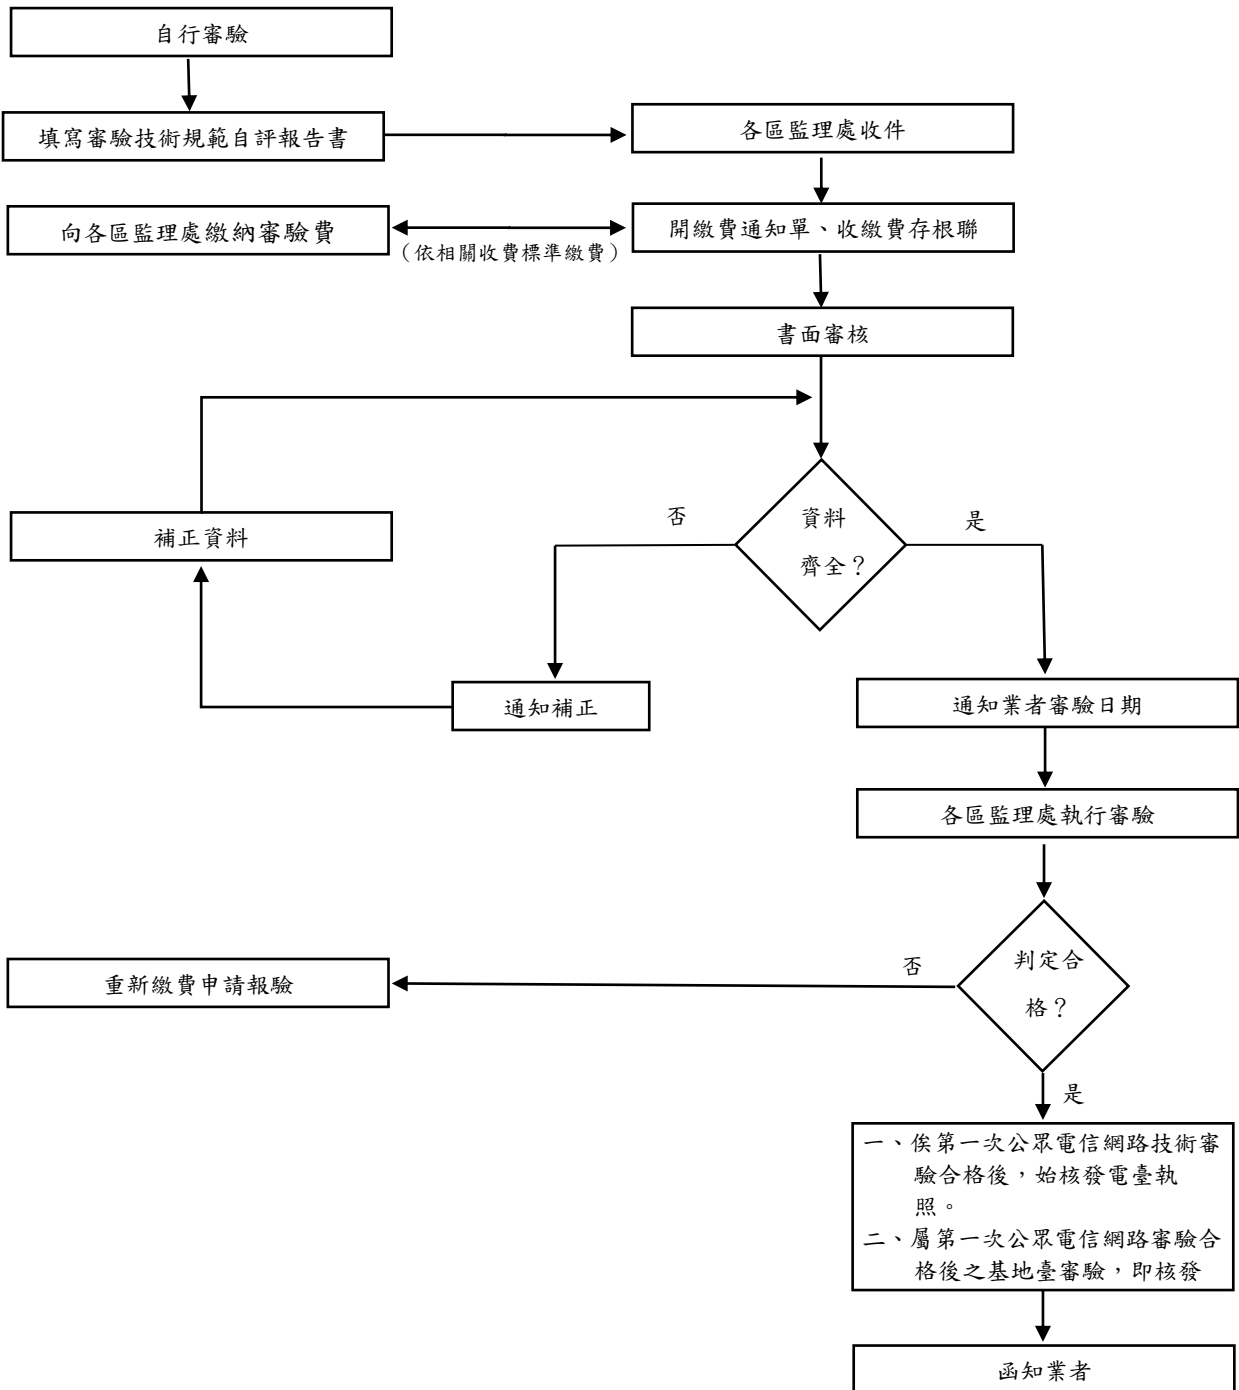 自行審驗
填寫審驗技術規範自評報告書
各區監理處收件
向各區監理處繳納審驗費
開繳費通知單、收繳費存根聯
（依相關收費標準繳費）
書面審核
補正資料
否
資料
齊全？
是
通知補正
通知業者審驗日期
各區監理處執行審驗
重新繳費申請報驗
否
判定合
格？
是
一、俟第一次公眾電信網路技術審
驗合格後，始核發電臺執
照。
二、屬第一次公眾電信網路審驗合
格後之基地臺審驗，即核發
函知業者